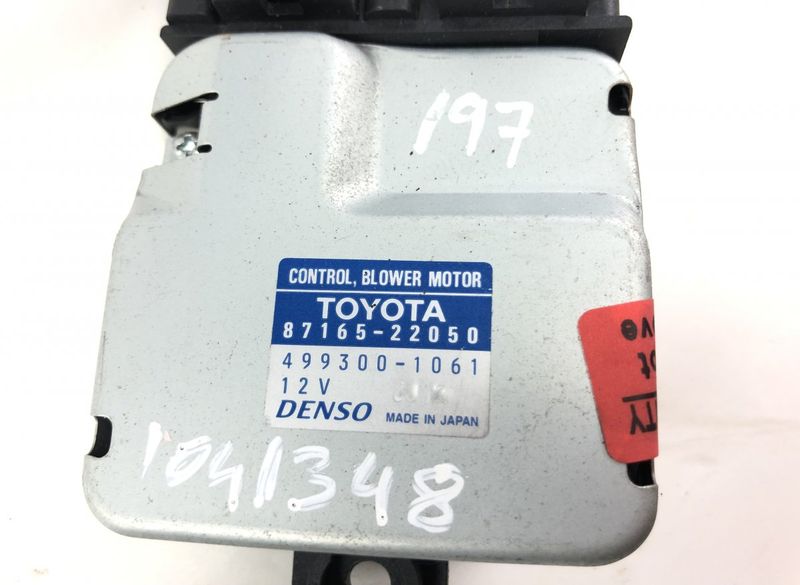 197
CONTROL, BLOWER MOTOR
TOYOTA
87165-22050
499300-1061
12V
DENSO MADE IN JAPAN
1041348